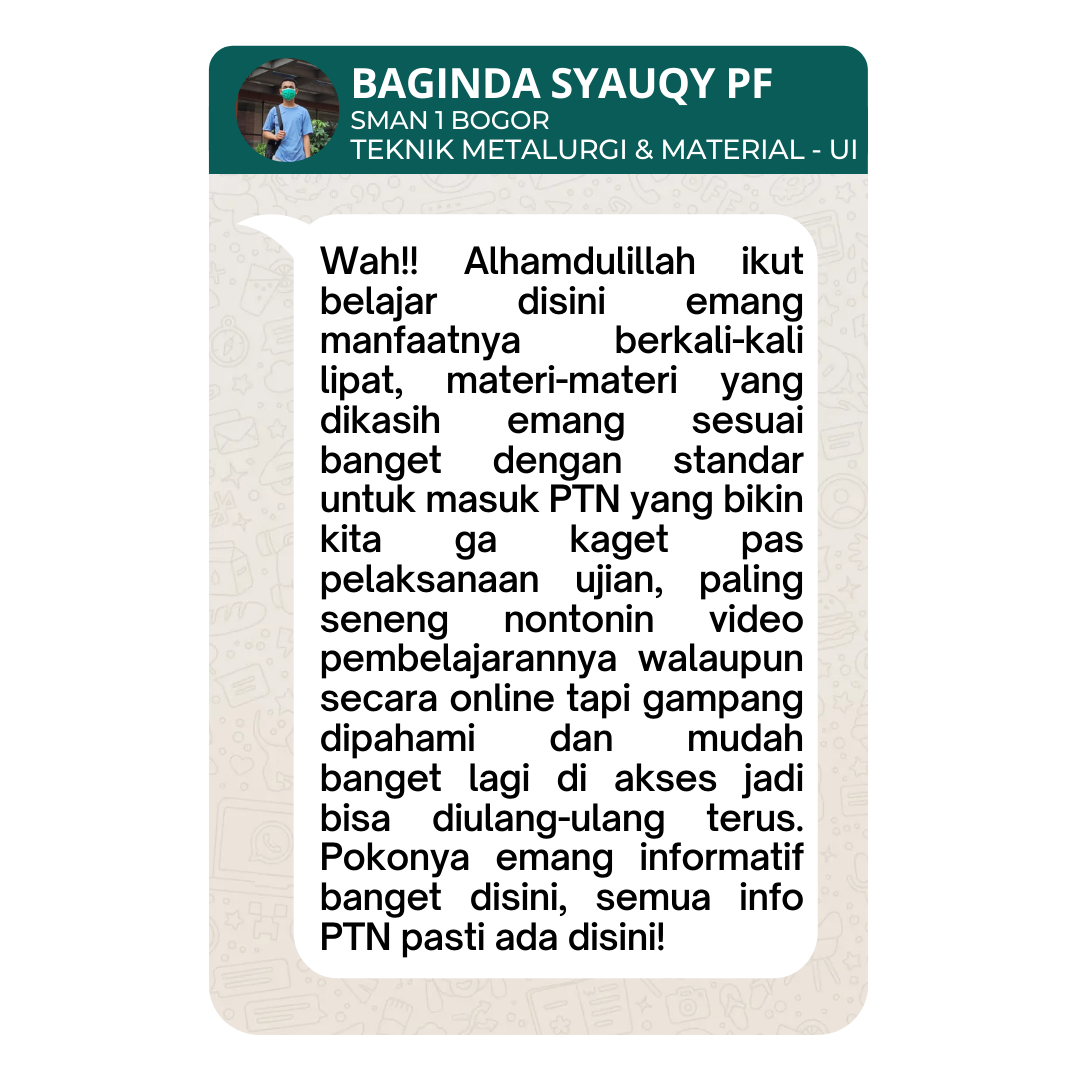 BAGINDA SYAUQY PF
SMAN 1 BOGOR
TEKNIK METALURGI & MATERIAL - UI
Wah!! Alhamdulillah ikut
belajar disini emang
manfaatnya berkali-kali
lipat, materi-materi yang
dikasih emang sesuai
banget dengan standar
untuk masuk PTN yang bikin
kita ga kaget pas
pelaksanaan ujian, paling
seneng nontonin video
pembelajarannya walaupun
secara online tapi gampang
dipahami dan mudah
banget lagi di akses jadi
bisa diulang-ulang terus.
Pokonya emang informatif
banget disini, semua info
PTN pasti ada disini!